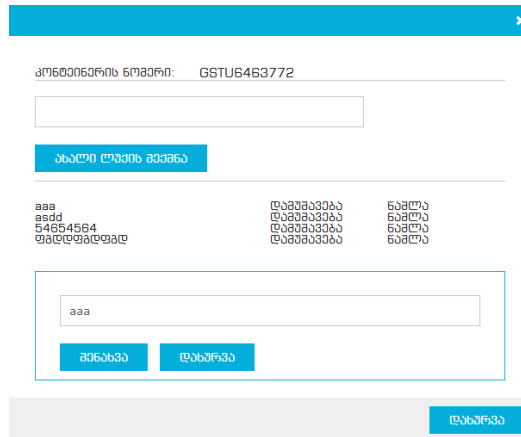 ×
კონტეინერის ნომერი: GSTU6463772
ახალი ლუქის შექმნა
aaa დამუშავება წაშლა
asdd დამუშავება წაშლა
54654564 დამუშავება წაშლა
ფგდდფგდფგდ დამუშავება წაშლა
aaa
შენახვა დახურვა
დახურვა